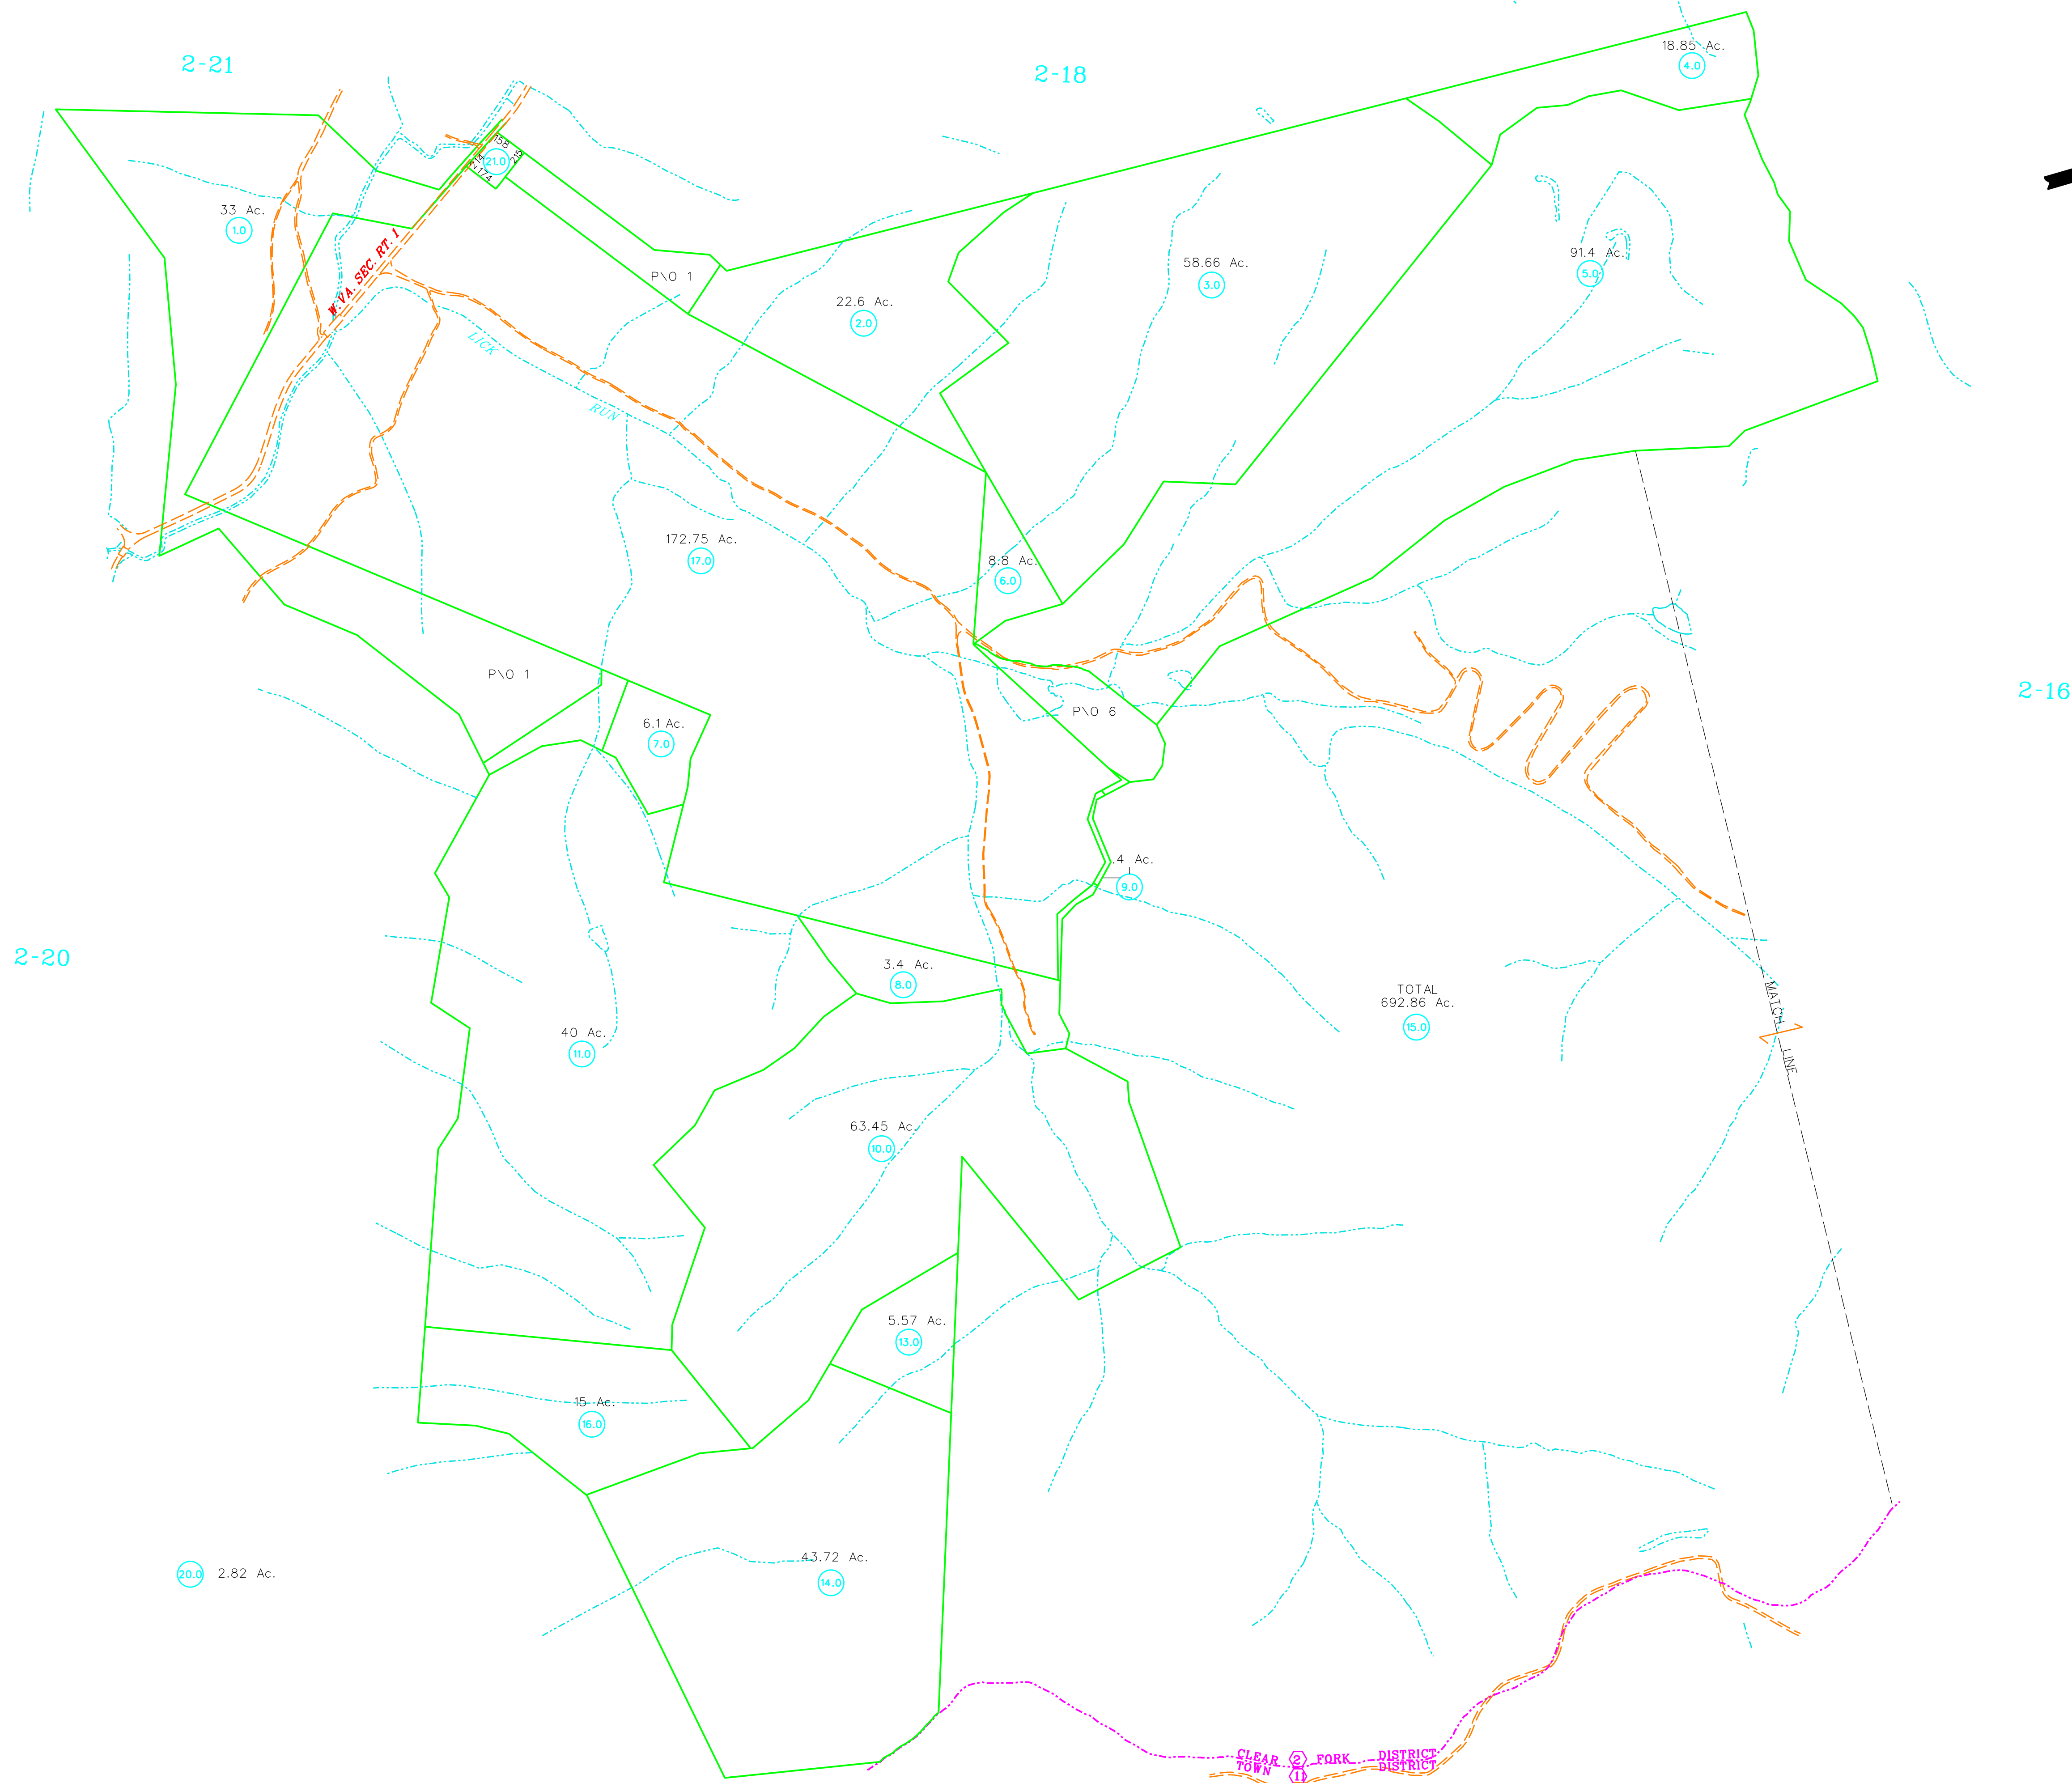 2-21
2-18
18.85 Ac.
4.0
158
21.0
214
215
174
33 Ac.
1.0
W.VA. SEC. RT. 1
P\O 1
58.66 Ac.
3.0
91.4 Ac.
5.0
22.6 Ac.
2.0
LICK
RUN
172.75 Ac.
17.0
8.8 Ac.
6.0
P\O 1
2-16
6.1 Ac.
7.0
P\O 6
.4 Ac.
9.0
2-20
3.4 Ac.
8.0
TOTAL
692.86 Ac.
15.0
MATCH LINE
40 Ac.
11.0
63.45 Ac.
10.0
5.57 Ac.
13.0
15 Ac.
16.0
43.72 Ac.
14.0
20.0 2.82 Ac.
CLEAR 2 FORK DISTRICT
TOWN 11 DISTRICT